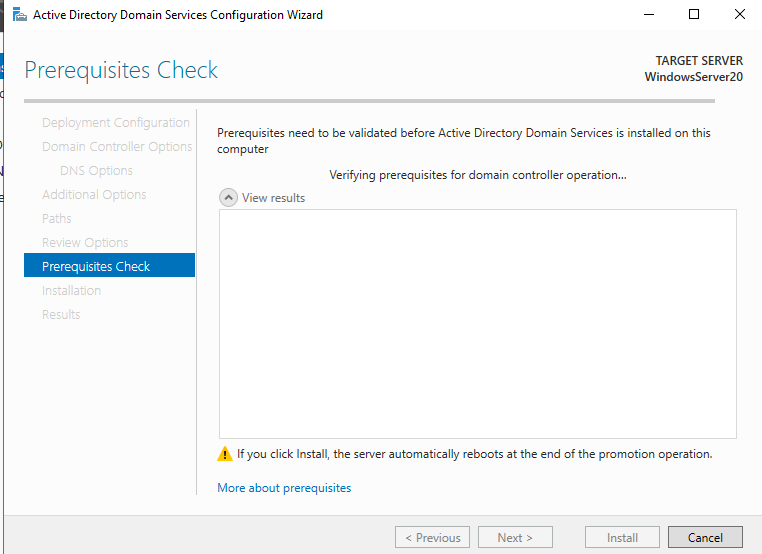 Active Directory Domain Services Configuration Wizard
Prerequisites Check
TARGET SERVER
WindowsServer20
Deployment Configuration
Domain Controller Options
DNS Options
Additional Options
Paths
Review Options
Prerequisites Check
Installation
Results
Prerequisites need to be validated before Active Directory Domain Services is installed on this
computer
Verifying prerequisites for domain controller operation...
View results
If you click Install, the server automatically reboots at the end of the promotion operation.
More about prerequisites
< Previous
Next >
Install
Cancel